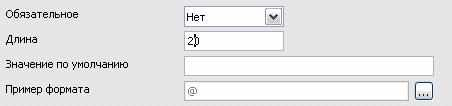 Обязательное Нет
Длина 20
Значение по умолчанию
Пример формата @ ...